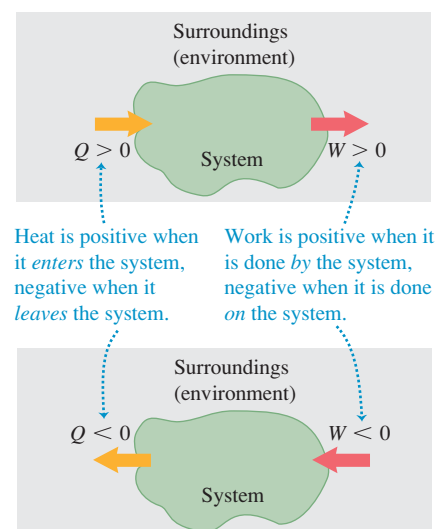 Surroundings
(environment)
Q > 0
System
W > 0
Heat is positive when
it enters the system,
negative when it
leaves the system.
Work is positive when it
is done by the system,
negative when it is done
on the system.
Surroundings
(environment)
Q < 0
W < 0
System